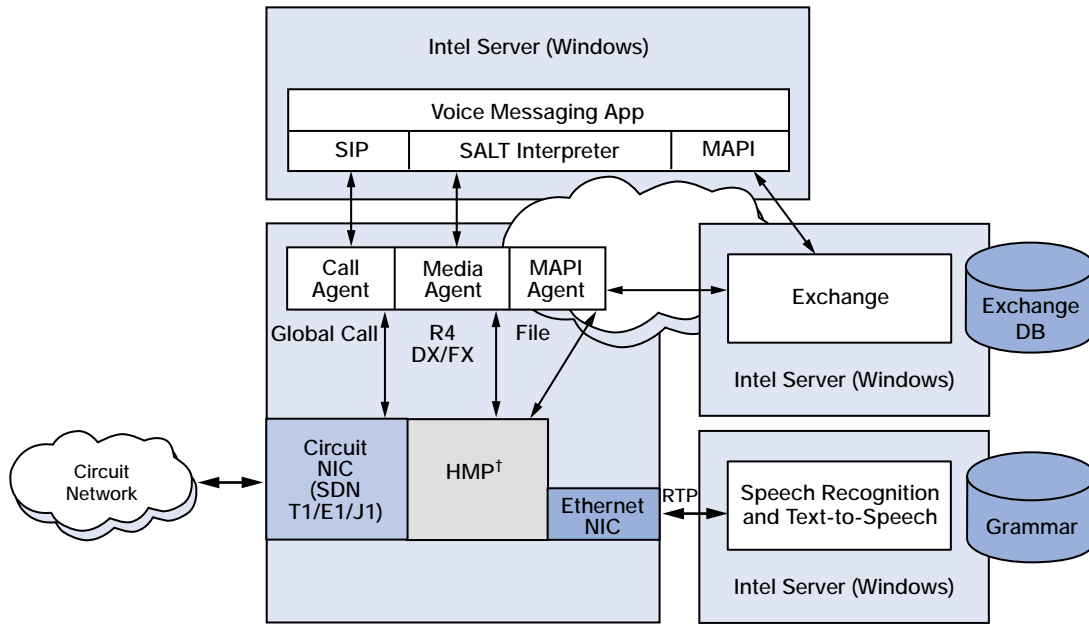 Intel Server (Windows)
Voice Messaging App
SIP
SALT Interpreter
MAPI
Call
Agent
Media
Agent
MAPI
Agent
Global Call
R4
DX/FX
File
Exchange
Exchange
DB
Intel Server (Windows)
Circuit
Network
Circuit
NIC
(SDN
T1/E1/J1)
HMP†
Ethernet
NIC
RTP
Speech Recognition
and Text-to-Speech
Grammar
Intel Server (Windows)